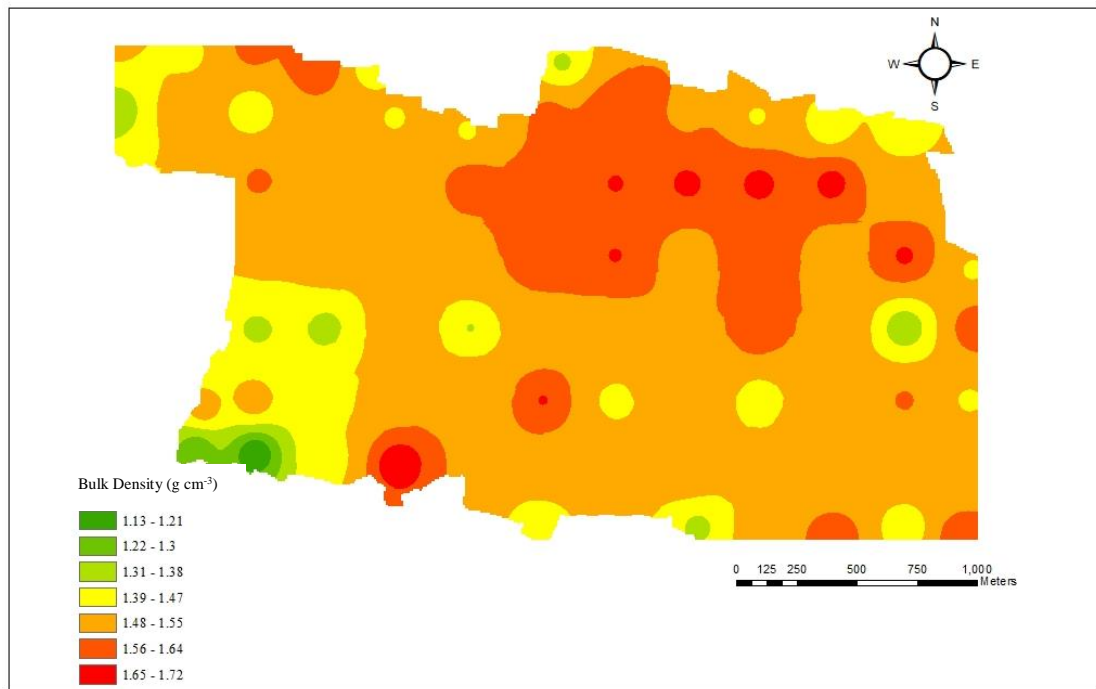 N
W E
S
Bulk Density (g cm-3)
1.13 - 1.21
1.22 - 1.3
1.31 - 1.38
1.39 - 1.47
1.48 - 1.55
1.56 - 1.64
1.65 - 1.72
0 125 250 500 750 1,000
Meters